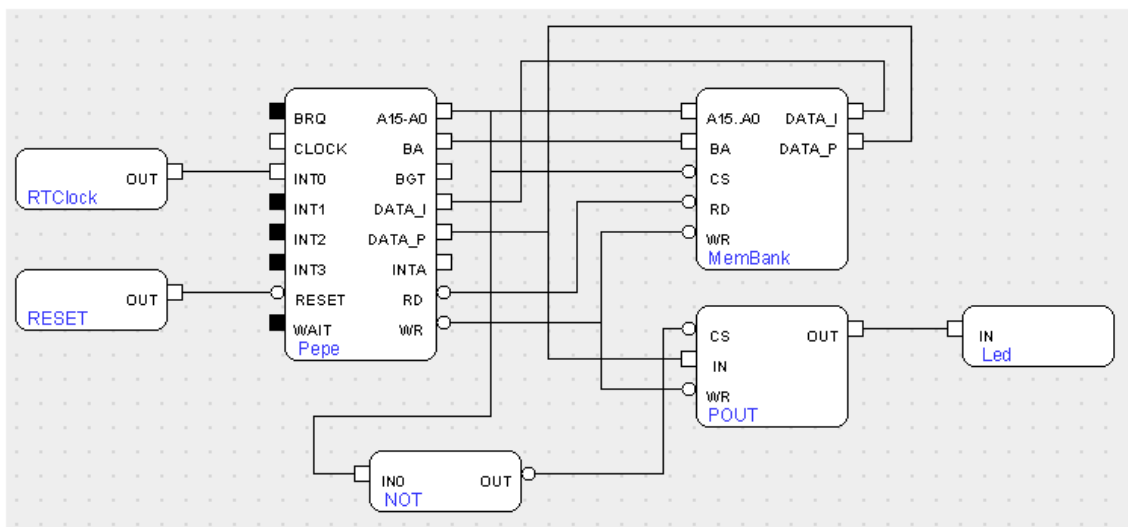 OUT
RTClock
OUT
RESET
BRQ A15-A0
CLOCK BA
INT0 BGT
INT1 DATA_I
INT2 DATA_P
INT3 INTA
RESET RD
WAIT WR
Pepe
A15..A0 DATA_I
BA DATA_P
CS
RD
WR
MemBank
CS OUT
IN
WR
POUT
IN
Led
IN0 OUT
NOT